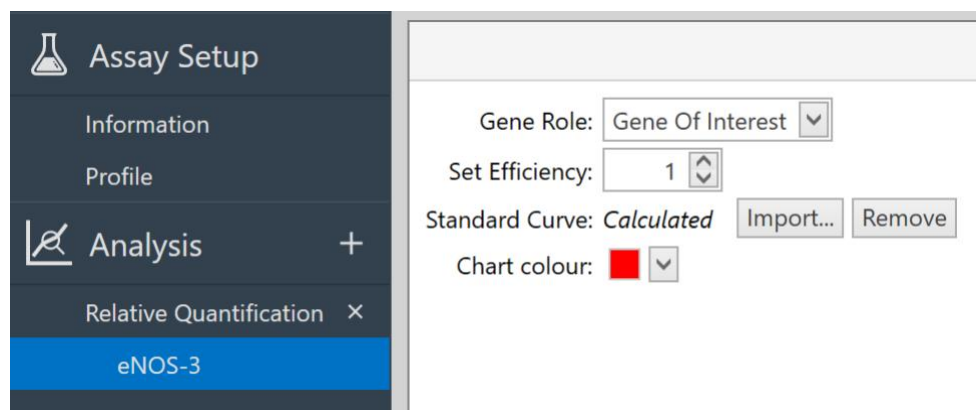 Assay Setup
Information
Profile
Analysis +
Relative Quantification ×
eNOS-3
Gene Role: Gene Of Interest
Set Efficiency: 1
Standard Curve: Calculated Import... Remove
Chart colour: